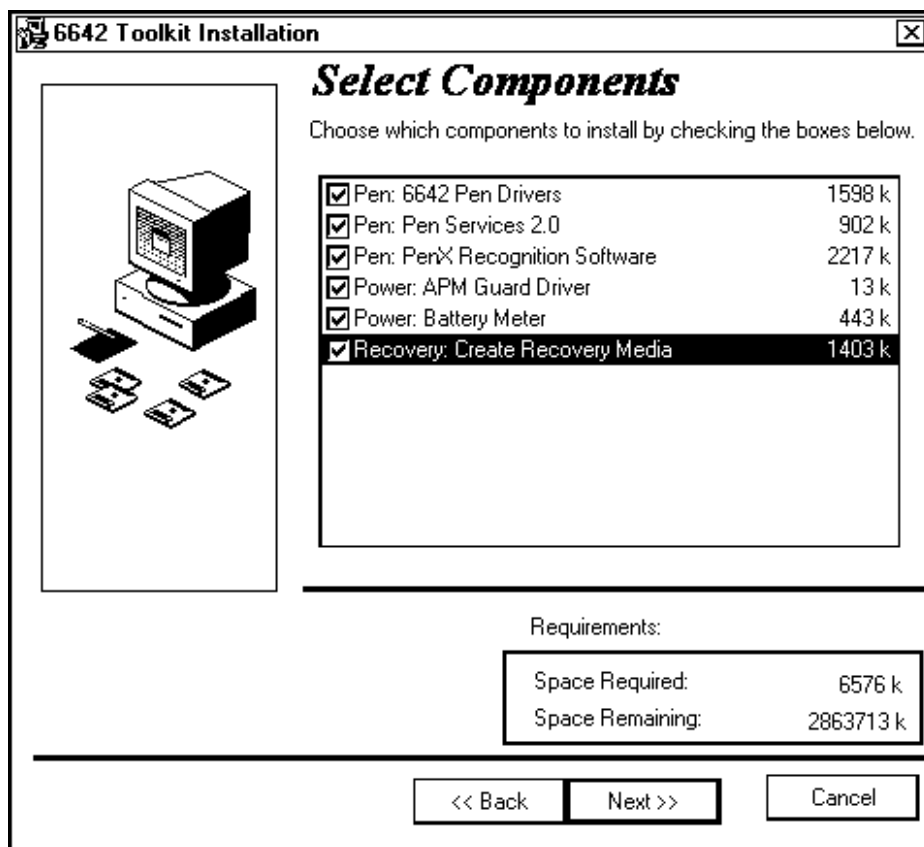 6642 Toolkit Installation
Select Components
Choose which components to install by checking the boxes below.
Pen: 6642 Pen Drivers 1598 k
Pen: Pen Services 2.0 902 k
Pen: PenX Recognition Software 2217 k
Power: APM Guard Driver 13 k
Power: Battery Meter 443 k
Recovery: Create Recovery Media 1403 k
Requirements:
Space Required: 6576 k
Space Remaining: 2863713 k
<< Back Next >> Cancel